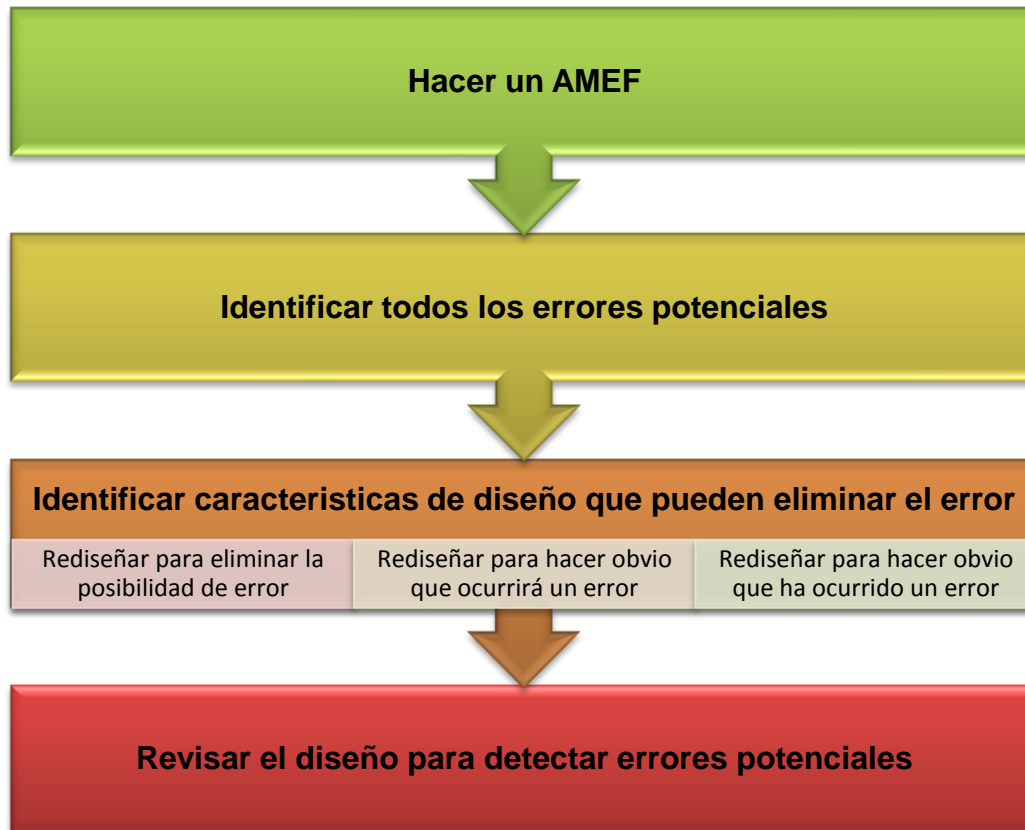 Hacer un AMEF
Identificar todos los errores potenciales
Identificar caracteristicas de diseño que pueden eliminar el error
Rediseñar para eliminar la
posibilidad de error
Rediseñar para hacer obvio
que ocurrirá un error
Rediseñar para hacer obvio
que ha ocurrido un error
Revisar el diseño para detectar errores potenciales